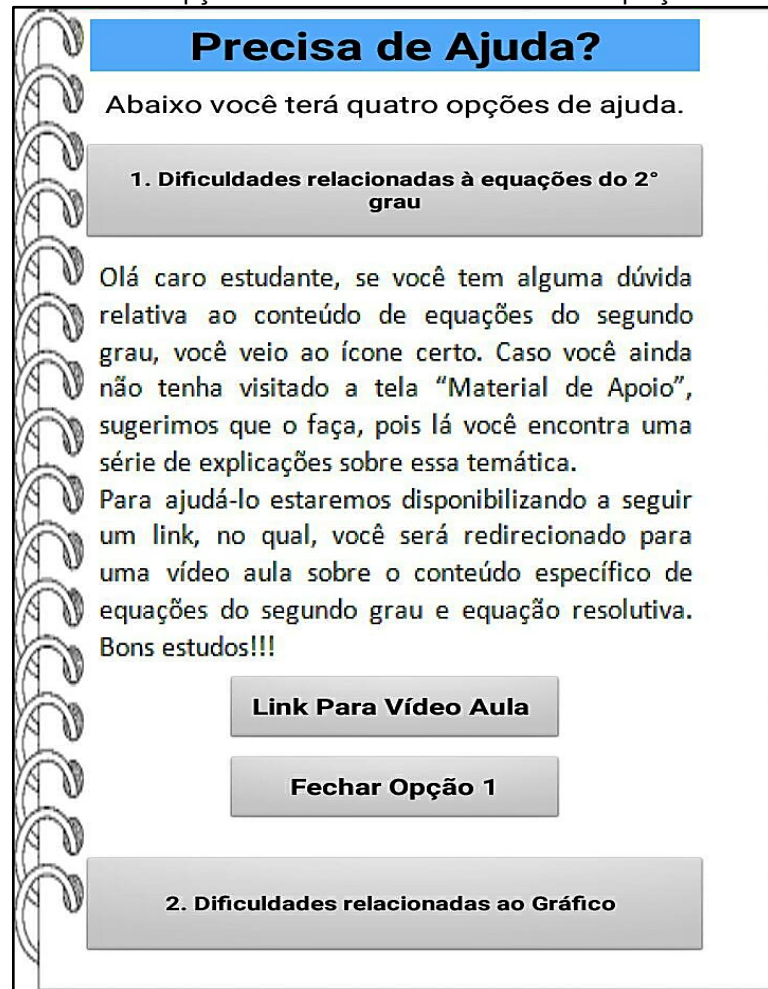 Precisa de Ajuda?
Abaixo você terá quatro opções de ajuda.
1. Dificuldades relacionadas à equações do 2°
grau
Olá caro estudante, se você tem alguma dúvida
relativa ao conteúdo de equações do segundo
grau, você veio ao ícone certo. Caso você ainda
não tenha visitado a tela “Material de Apoio”,
sugerimos que o faça, pois lá você encontra uma
série de explicações sobre essa temática.
Para ajudá-lo estaremos disponibilizando a seguir
um link, no qual, você será redirecionado para
uma vídeo aula sobre o conteúdo específico de
equações do segundo grau e equação resolutiva.
Bons estudos!!!
Link Para Vídeo Aula
Fechar Opção 1
2. Dificuldades relacionadas ao Gráfico